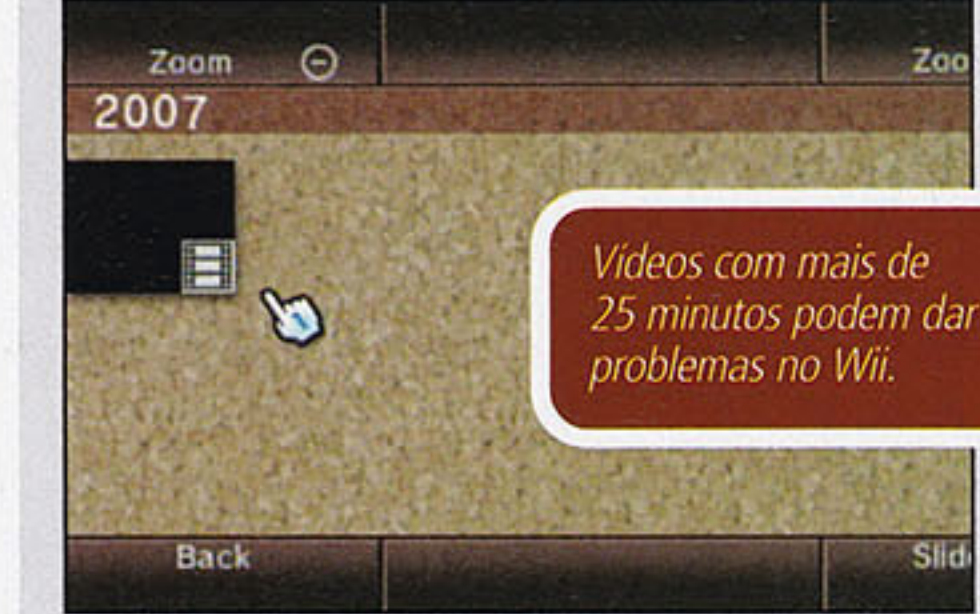 Zoom
2007
Vídeos com mais de
25 minutos podem dar
problemas no Wii.
Back